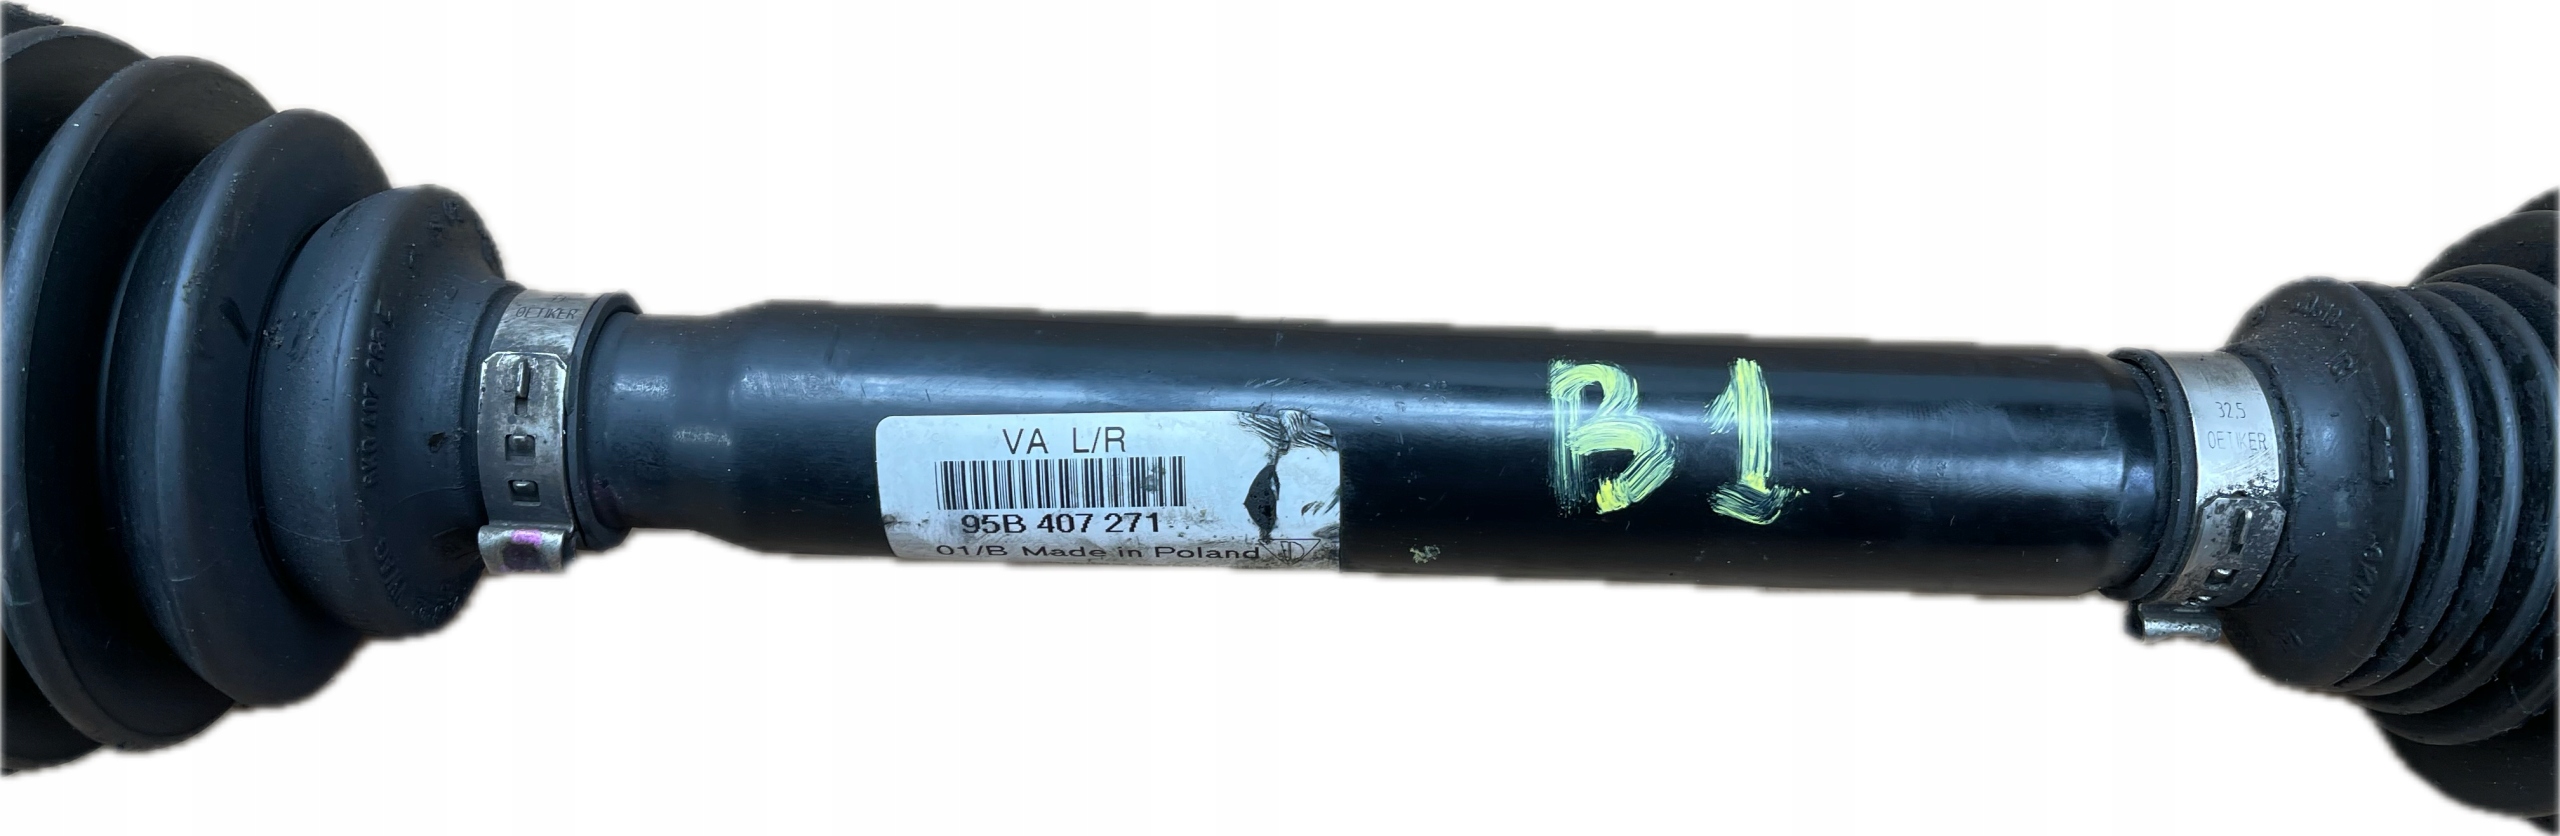 OETIKER
VA L/R
95B 407 271
01/B Made in Poland
B1
32.5
OETIKER